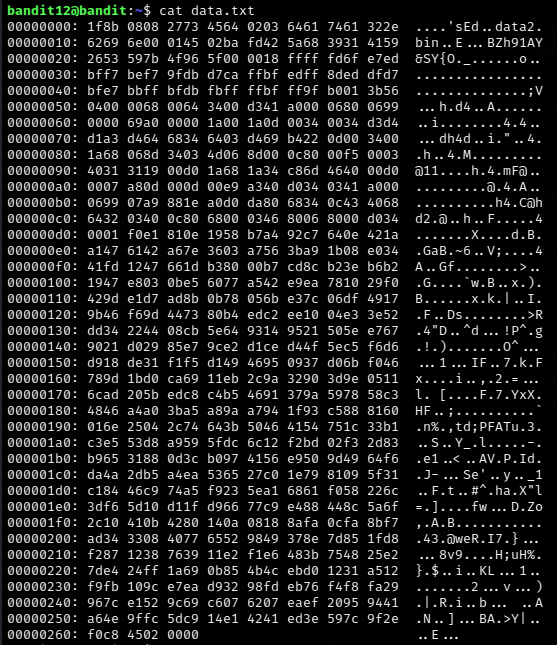 bandit12@bandit:~$ cat data.txt
00000000: 1f8b 0808 2773 4564 0203 6461 7461 322e  ....'sEd..data2.
00000010: 6269 6e00 0145 02ba fd42 5a68 3931 4159  bin..E...BZh91AY
00000020: 2653 597b 4f96 5f00 0018 ffff fd6f e7ed  &SY{O._......o..
00000030: bff7 bef7 9fdb d7ca ffbf edff 8ded dfd7  ................
00000040: bfe7 bbff bfdb fbff ffbf ff9f b001 3b56  ..............;V
00000050: 0400 0068 0064 3400 d341 a000 0680 0699  ...h.d4..A......
00000060: 0000 69a0 0000 1a00 1a0d 0034 0034 d3d4  ..i........4.4..
00000070: d1a3 d464 6834 6403 d469 b422 0d00 3400  ...dh4d..i."..4.
00000080: 1a68 068d 3403 4d06 8d00 0c80 00f5 0003  .h..4.M.........
00000090: 4031 3119 00d0 1a68 1a34 c86d 4640 00d0  @11....h.4.mF@..
000000a0: 0007 a80d 000d 00e9 a340 d034 0341 a000  .........@.4.A..
000000b0: 0699 07a9 881e a0d0 da80 6834 0c43 4068  ..........h4.C@h
000000c0: 6432 0340 0c80 6800 0346 8006 8000 d034  d2.@..h..F.....4
000000d0: 0001 f0e1 810e 1958 b7a4 92c7 640e 421a  .......X....d.B.
000000e0: a147 6142 a67e 3603 a756 3ba9 1b08 e034  .GaB.~6..V;....4
000000f0: 41fd 1247 661d b380 00b7 cd8c b23e b6b2  A..Gf........>..
00000100: 1947 e803 0be5 6077 a542 e9ea 7810 29f0  .G....`w.B..x.).
00000110: 429d e1d7 ad8b 0b78 056b e37c 06df 4917  B......x.k.|..I.
00000120: 9b46 f69d 4473 80b4 edc2 ee10 04e3 3e52  .F..Ds........>R
00000130: dd34 2244 08cb 5e64 9314 9521 505e e767  .4"D..^d...!P^.g
00000140: 9021 d029 85e7 9ce2 d1ce d44f 5ec5 f6d6  .!.).......O^...
00000150: d918 de31 f1f5 d149 4695 0937 d06b f046  ...1...IF..7.k.F
00000160: 789d 1bd0 ca69 11eb 2c9a 3290 3d9e 0511  x....i..,.2.=...
00000170: 6cad 205b edc8 c4b5 4691 379a 5978 58c3  l. [....F.7.YxX.
00000180: 4846 a4a0 3ba5 a89a a794 1f93 c588 8160  HF..;..........`
00000190: 016e 2504 2c74 643b 5046 4154 751c 33b1  .n%.,td;PFATu.3.
000001a0: c3e5 53d8 a959 5fdc 6c12 f2bd 02f3 2d83  ..S..Y_.l.....-.
000001b0: b965 3188 0d3c b097 4156 e950 9d49 64f6  .e1..<..AV.P.Id.
000001c0: da4a 2db5 a4ea 5365 27c0 1e79 8109 5f31  .J-...Se'..y.._1
000001d0: c184 46c9 74a5 f923 5ea1 6861 f058 226c  ..F.t..#^.ha.X"l
000001e0: 3df6 5d10 d11f d966 77c9 e488 448c 5a6f  =.]....fw...D.Zo
000001f0: 2c10 410b 4280 140a 0818 8afa 0cfa 8bf7  ,.A.B...........
00000200: ad34 3308 4077 6552 9849 378e 7d85 1fd8  .43.@weR.I7.}...
00000210: f287 1238 7639 11e2 f1e6 483b 7548 25e2  ...8v9....H;uH%.
00000220: 7de4 24ff 1a69 0b85 4b4c ebd0 1231 a512  }.$..i..KL...1..
00000230: f9fb 109c e7ea d932 98fd eb76 f4f8 fa29  .......2...v...)
00000240: 967c e152 9c69 c607 6207 eaef 2095 9441  .|.R.i..b... ..A
00000250: a64e 9ffc 5dc9 14e1 4241 ed3e 597c 9f2e  .N..]...BA.>Y|..
00000260: f0c8 4502 0000                           ..E...